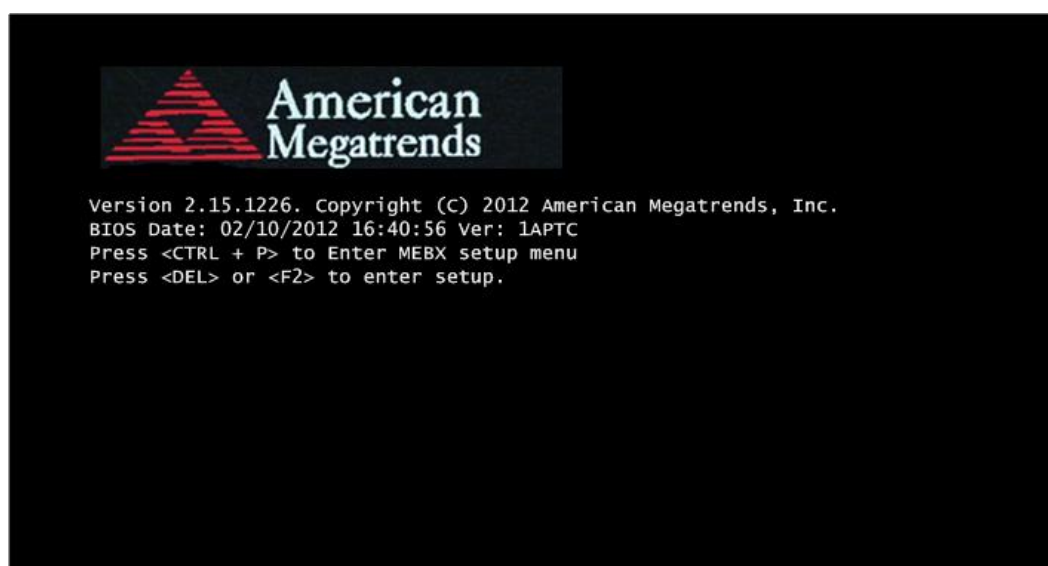 American
Megatrends
Version 2.15.1226. Copyright (C) 2012 American Megatrends, Inc.
BIOS Date: 02/10/2012 16:40:56 Ver: 1APTC
Press <CTRL + P> to Enter MEBX setup menu
Press <DEL> or <F2> to enter setup.